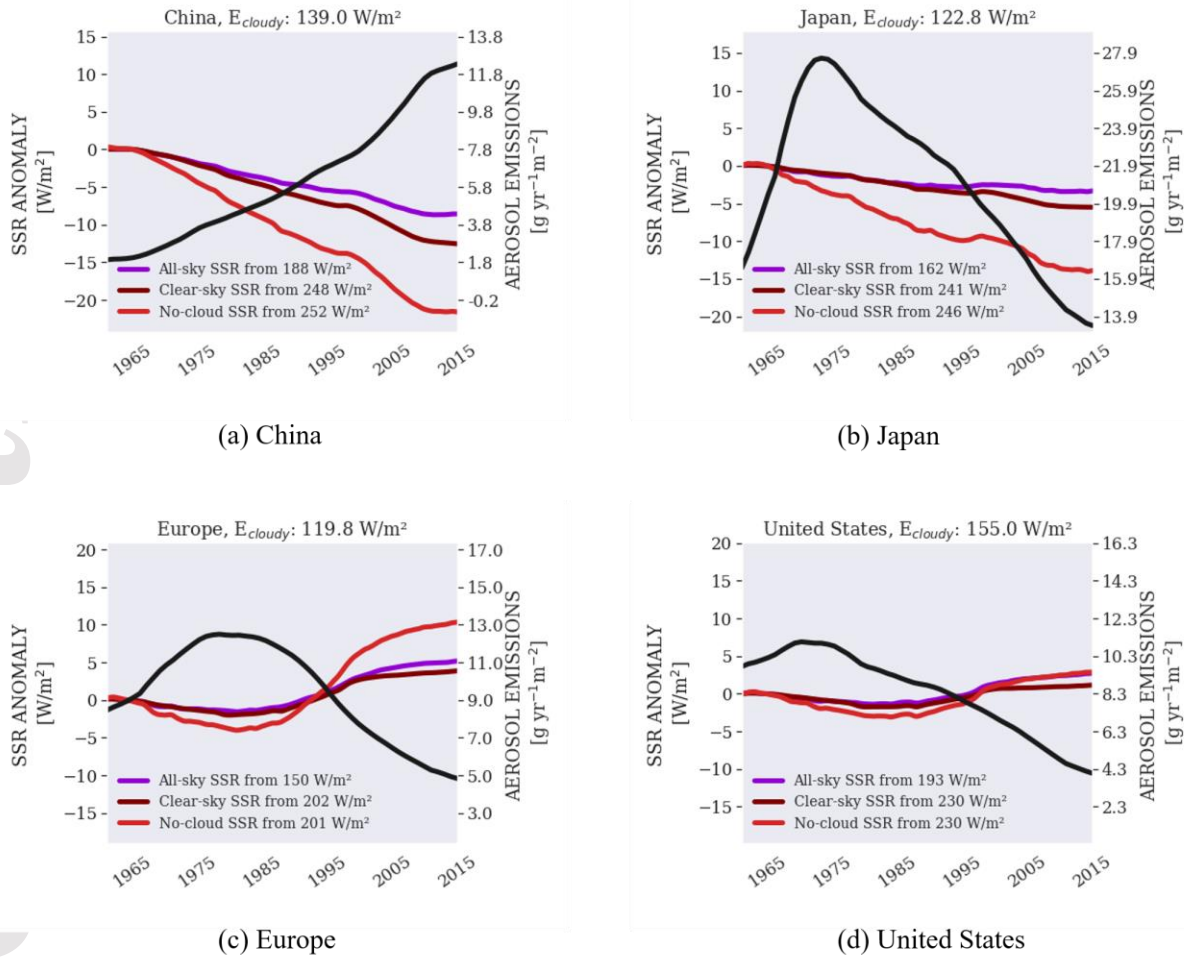 China, Ecloudy: 139.0 W/m²
15
10
5
0
−5
−10
−15
−20
SSR ANOMALY
[W/m²]
13.8
11.8
9.8
7.8
5.8
3.8
1.8
-0.2
AEROSOL EMISSIONS
[g yr⁻¹m⁻²]
All-sky SSR from 188 W/m²
Clear-sky SSR from 248 W/m²
No-cloud SSR from 252 W/m²
1965 1975 1985 1995 2005 2015
(a) China
Japan, Ecloudy: 122.8 W/m²
15
10
5
0
−5
−10
−15
−20
SSR ANOMALY
[W/m²]
27.9
25.9
23.9
21.9
19.9
17.9
15.9
13.9
AEROSOL EMISSIONS
[g yr⁻¹m⁻²]
All-sky SSR from 162 W/m²
Clear-sky SSR from 241 W/m²
No-cloud SSR from 246 W/m²
1965 1975 1985 1995 2005 2015
(b) Japan
Europe, Ecloudy: 119.8 W/m²
20
15
10
5
0
−5
−10
−15
SSR ANOMALY
[W/m²]
17.0
15.0
13.0
11.0
9.0
7.0
5.0
3.0
AEROSOL EMISSIONS
[g yr⁻¹m⁻²]
All-sky SSR from 150 W/m²
Clear-sky SSR from 202 W/m²
No-cloud SSR from 201 W/m²
1965 1975 1985 1995 2005 2015
(c) Europe
United States, Ecloudy: 155.0 W/m²
20
15
10
5
0
−5
−10
−15
SSR ANOMALY
[W/m²]
16.3
14.3
12.3
10.3
8.3
6.3
4.3
2.3
AEROSOL EMISSIONS
[g yr⁻¹m⁻²]
All-sky SSR from 193 W/m²
Clear-sky SSR from 230 W/m²
No-cloud SSR from 230 W/m²
1965 1975 1985 1995 2005 2015
(d) United States